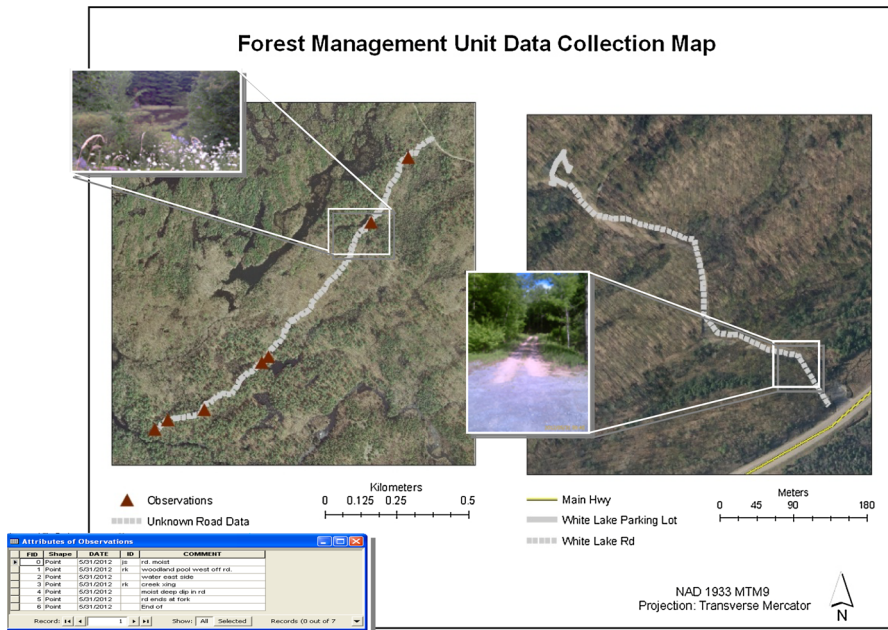 Forest Management Unit Data Collection Map
Observations
Unknown Road Data
Kilometers
0 0.125 0.25 0.5
Main Hwy
White Lake Parking Lot
White Lake Rd
Meters
0 45 90 180
Attributes of Observations
FID Shape DATE ID COMMENT
0 Point 5/31/2012 js rd. moist
1 Point 5/31/2012 rk woodland pool west off rd.
2 Point 5/31/2012 water east side
3 Point 5/31/2012 rk creek xing
4 Point 5/31/2012 moist deep dip in rd
5 Point 5/31/2012 rd ends at fork
6 Point 5/31/2012 End of
Record: 1 Show: All Selected Records (0 out of 7
NAD 1933 MTM9
Projection: Transverse Mercator
N